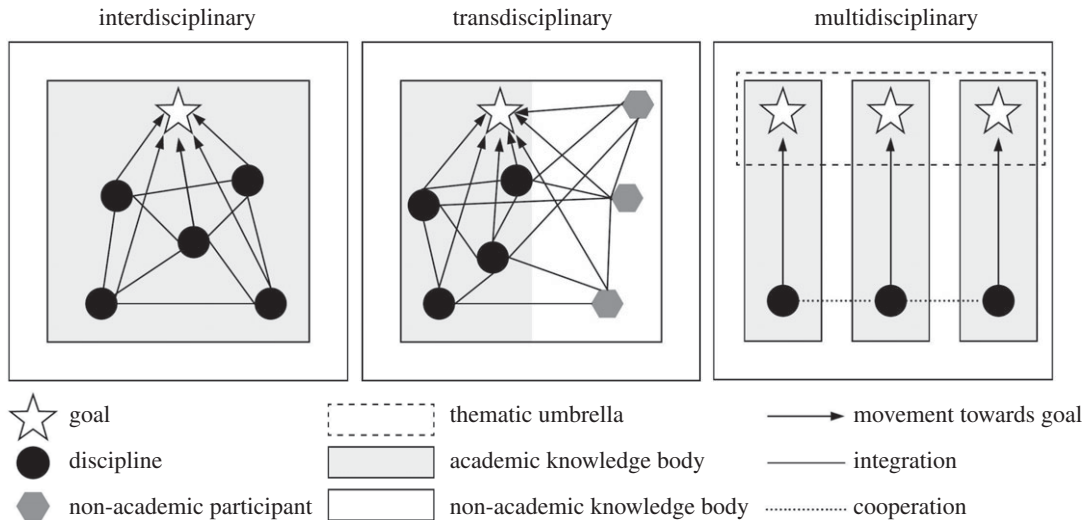 interdisciplinary
transdisciplinary
multidisciplinary
goal
thematic umbrella
movement towards goal
discipline
academic knowledge body
integration
non-academic participant
non-academic knowledge body
cooperation